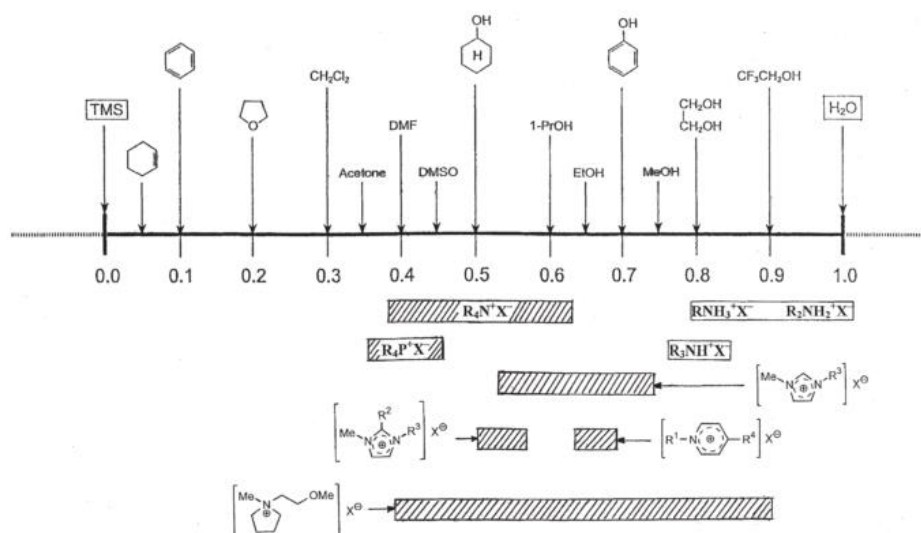 OH
OH
H
CH₂Cl₂
CF₃CH₂OH
TMS
CH₂OH
H₂O
O
DMF
1-PrOH
CH₂OH
Acetone
DMSO
EtOH
MeOH
0.0 0.1 0.2 0.3 0.4 0.5 0.6 0.7 0.8 0.9 1.0
R₄N⁺X⁻ RNH₃⁺X⁻ R₂NH₂⁺X⁻
R₄P⁺X⁻ R₃NH⁺X⁻
Me N ⊕ N R³ X⊖
R²
Me N ⊕ N R³ X⊖
R¹ N ⊕ R⁴ X⊖
Me N ⊕ OMe X⊖